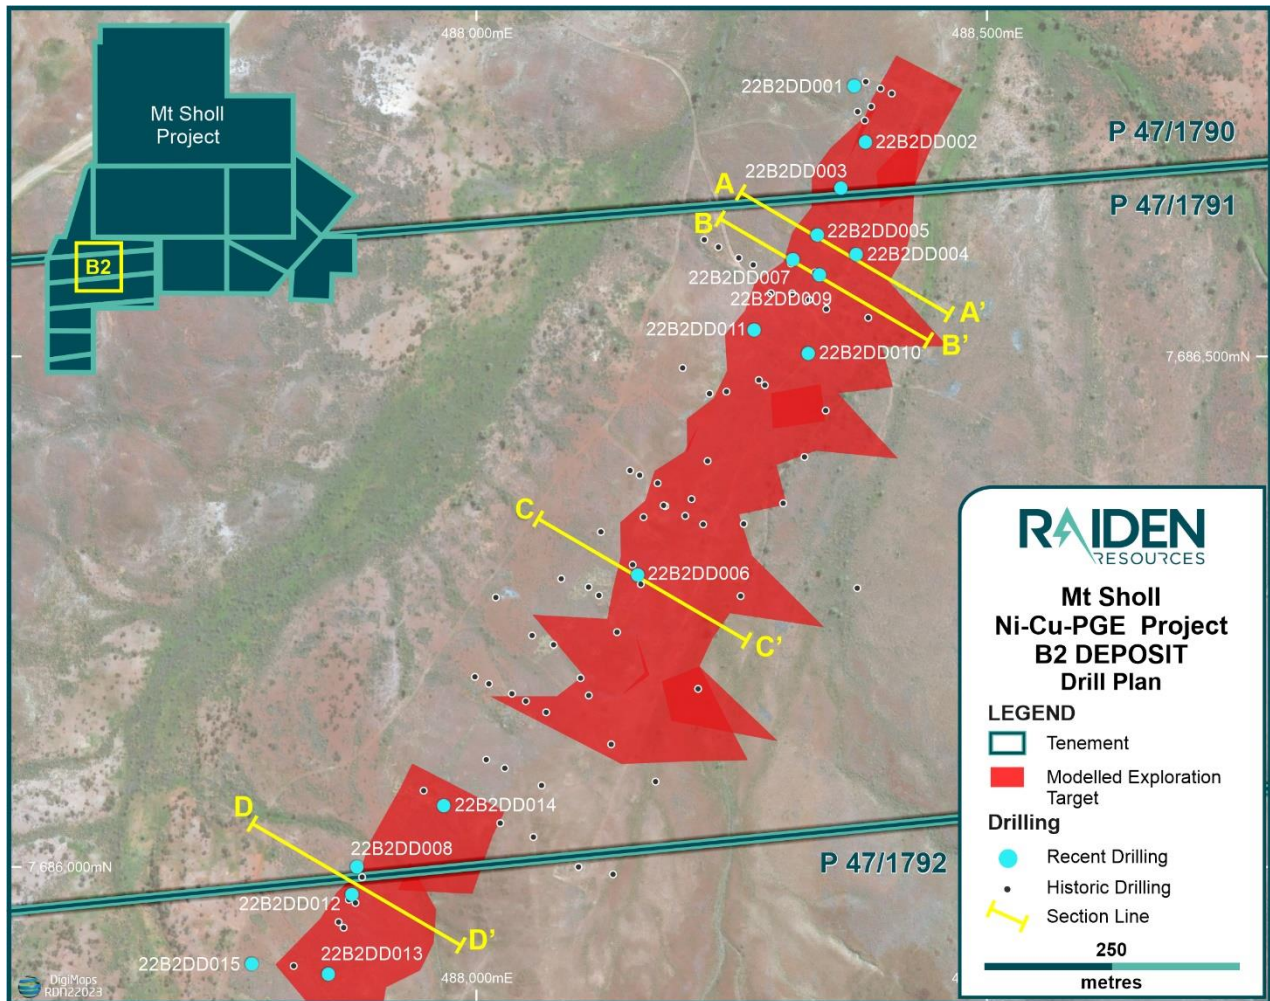 488,000mE
488,500mE
Mt Sholl
Project
B2
22B2DD001
P 47/1790
22B2DD002
22B2DD003
A
P 47/1791
B
22B2DD005
22B2DD004
22B2DD007
22B2DD009
A'
22B2DD011
B'
22B2DD010
7,686,500mN
C
22B2DD006
C'
D
22B2DD014
22B2DD008
7,686,000mN
P 47/1792
22B2DD012
D'
22B2DD013
22B2DD015
488,000mE
DigiMaps
RDN22023
RAIDEN
RESOURCES
Mt Sholl
Ni-Cu-PGE Project
B2 DEPOSIT
Drill Plan
LEGEND
Tenement
Modelled Exploration
Target
Drilling
Recent Drilling
Historic Drilling
Section Line
250
metres